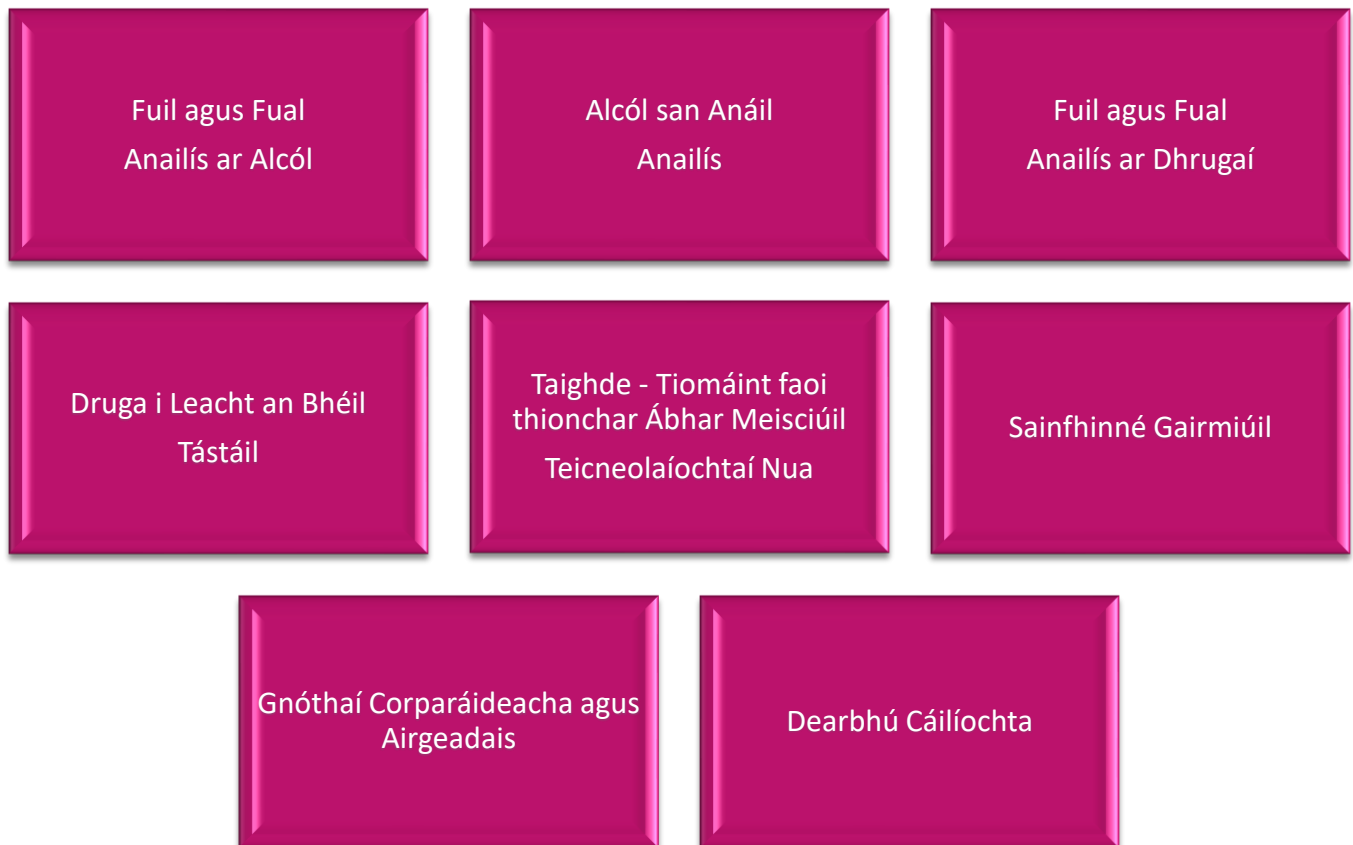 Fuil agus Fual
Anailís ar Alcól
Alcól san Anáil
Anailís
Fuil agus Fual
Anailís ar Dhrugaí
Druga i Leacht an Bhéil
Tástáil
Taighde - Tiomáint faoi
thionchar Ábhar Meisciúil
Teicneolaíochtaí Nua
Sainfhinné Gairmiúil
Gnóthaí Corparáideacha agus
Airgeadais
Dearbhú Cáilíochta